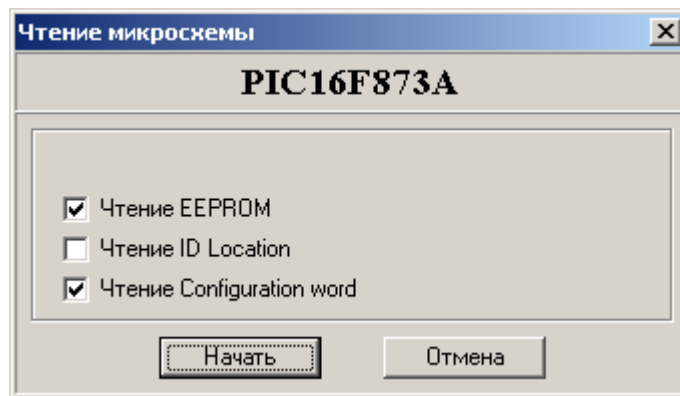 Чтение микросхемы
PIC16F873A
Чтение EEPROM
Чтение ID Location
Чтение Configuration word
Начать Отмена